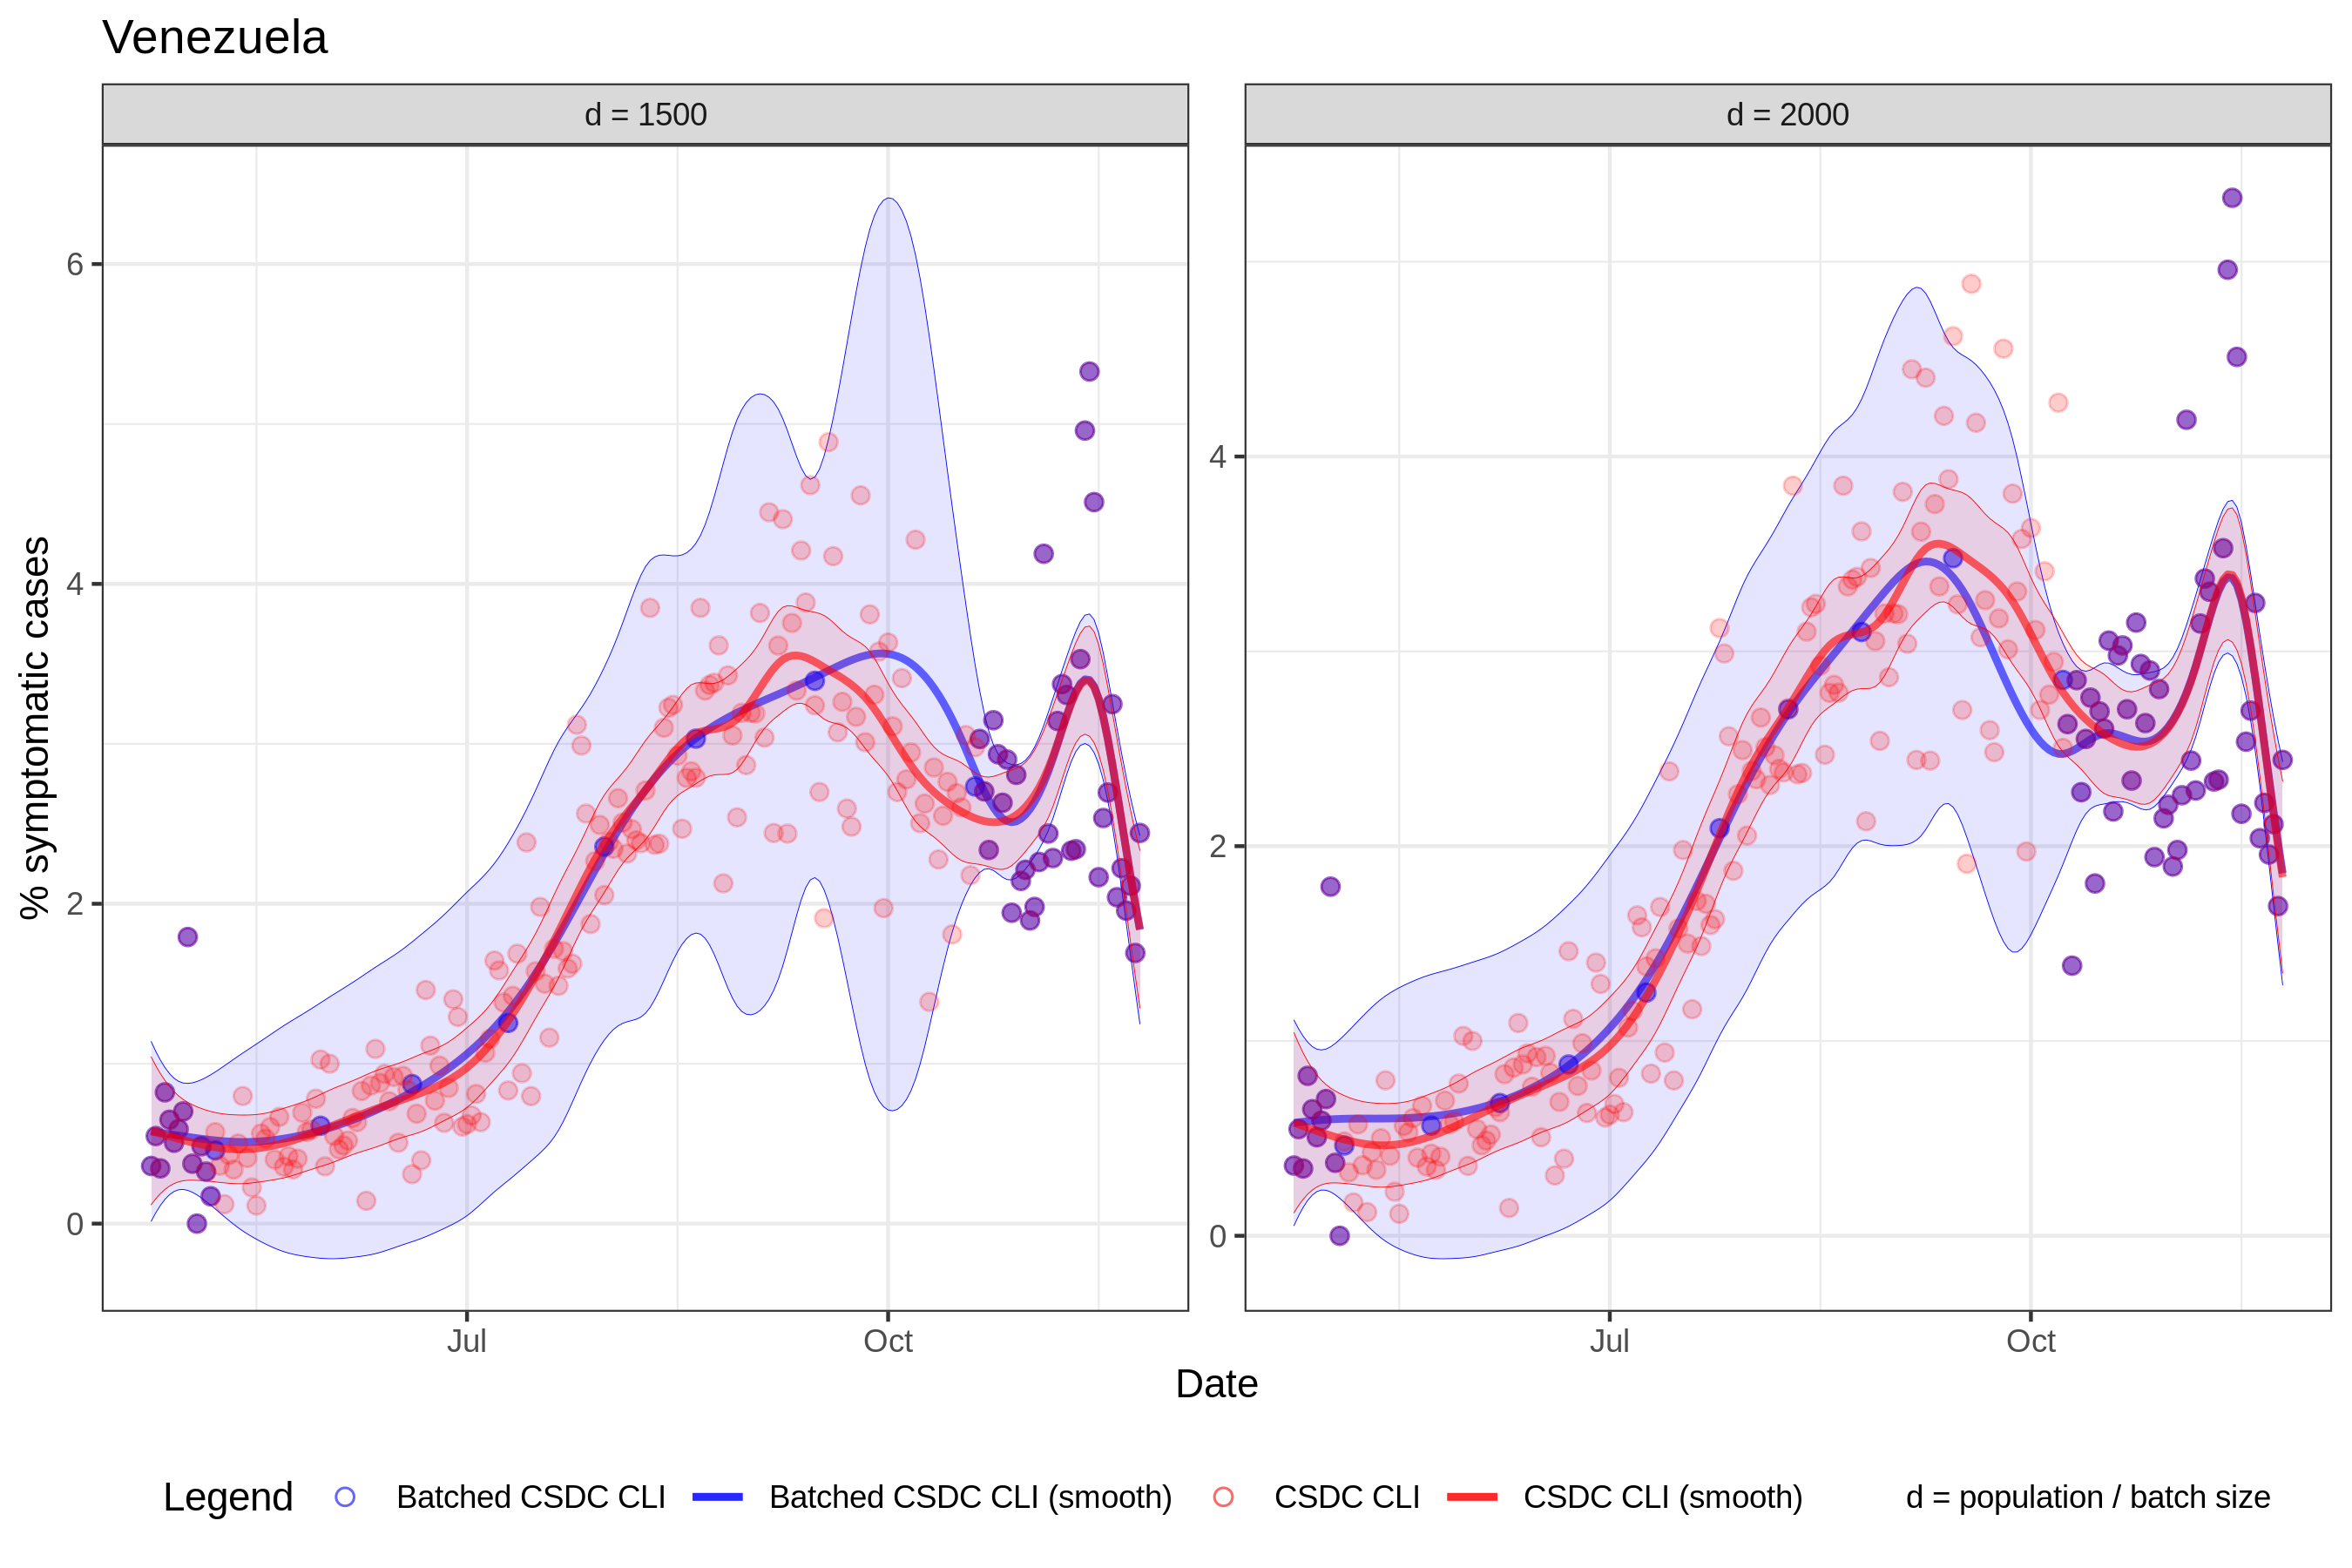 Venezuela
d = 1500
d = 2000
% symptomatic cases
6
4
2
0
4
2
0
Jul
Oct
Jul
Oct
Date
Legend
Batched CSDC CLI
Batched CSDC CLI (smooth)
CSDC CLI
CSDC CLI (smooth)
d = population / batch size